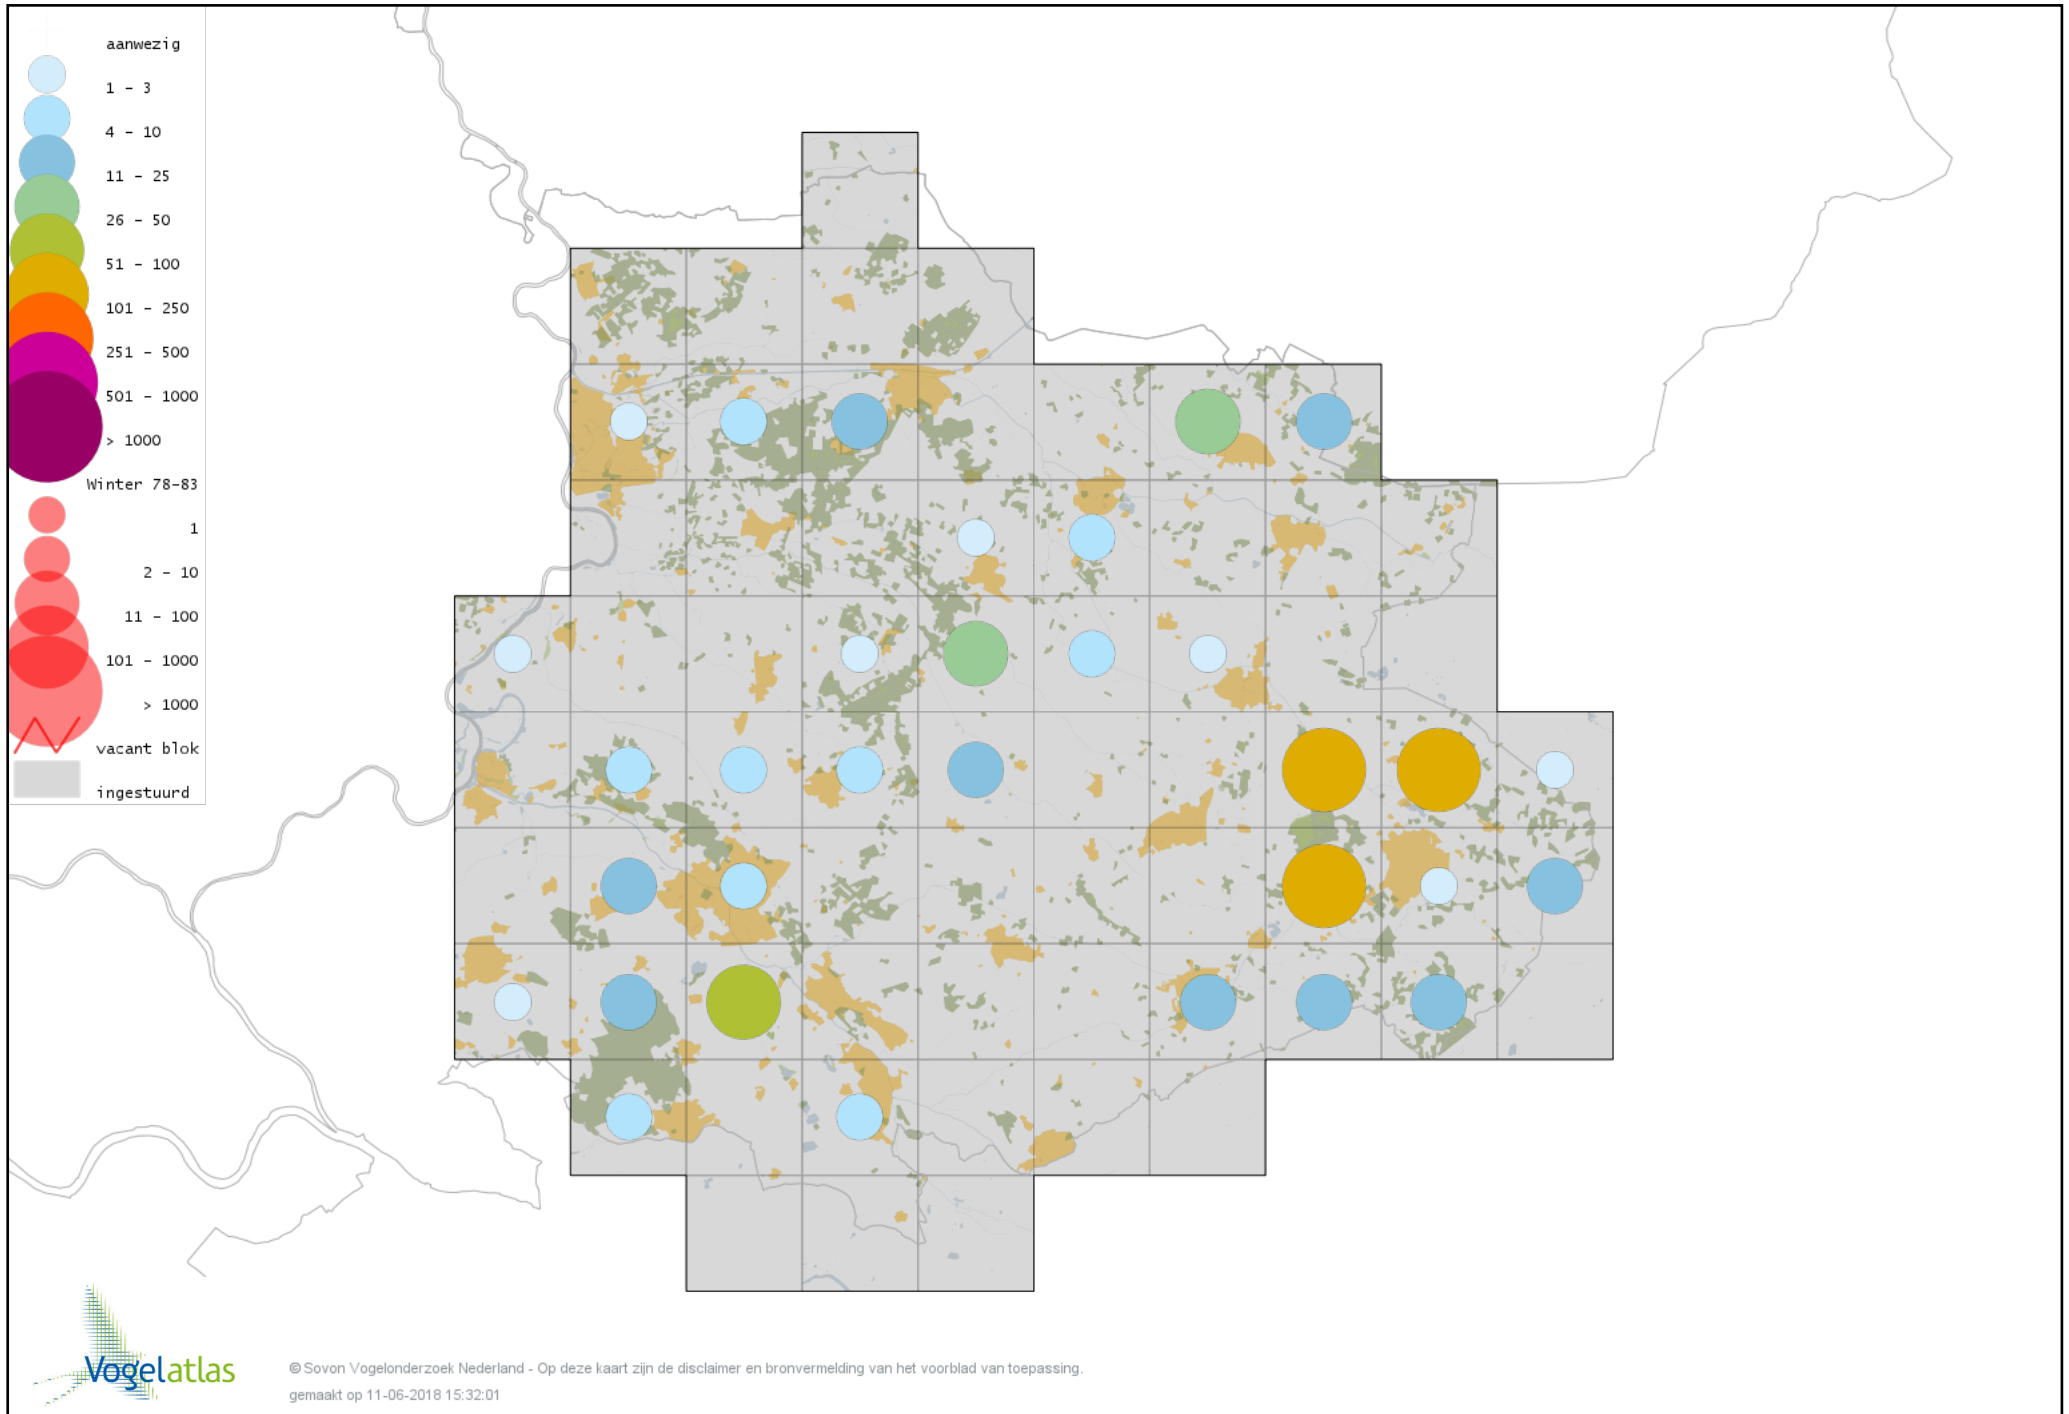 aanwezig
1 - 3
4 - 10
11 - 25
26 - 50
51 - 100
101 - 250
251 - 500
501 - 1000
> 1000
Winter 78-83
1
2 - 10
11 - 100
101 - 1000
> 1000
vacant blok
ingestuurd
Vogelatlas
© Sovon Vogelonderzoek Nederland - Op deze kaart zijn de disclaimer en bronvermelding van het voorblad van toepassing.
gemaakt op 11-06-2018 15:32:01